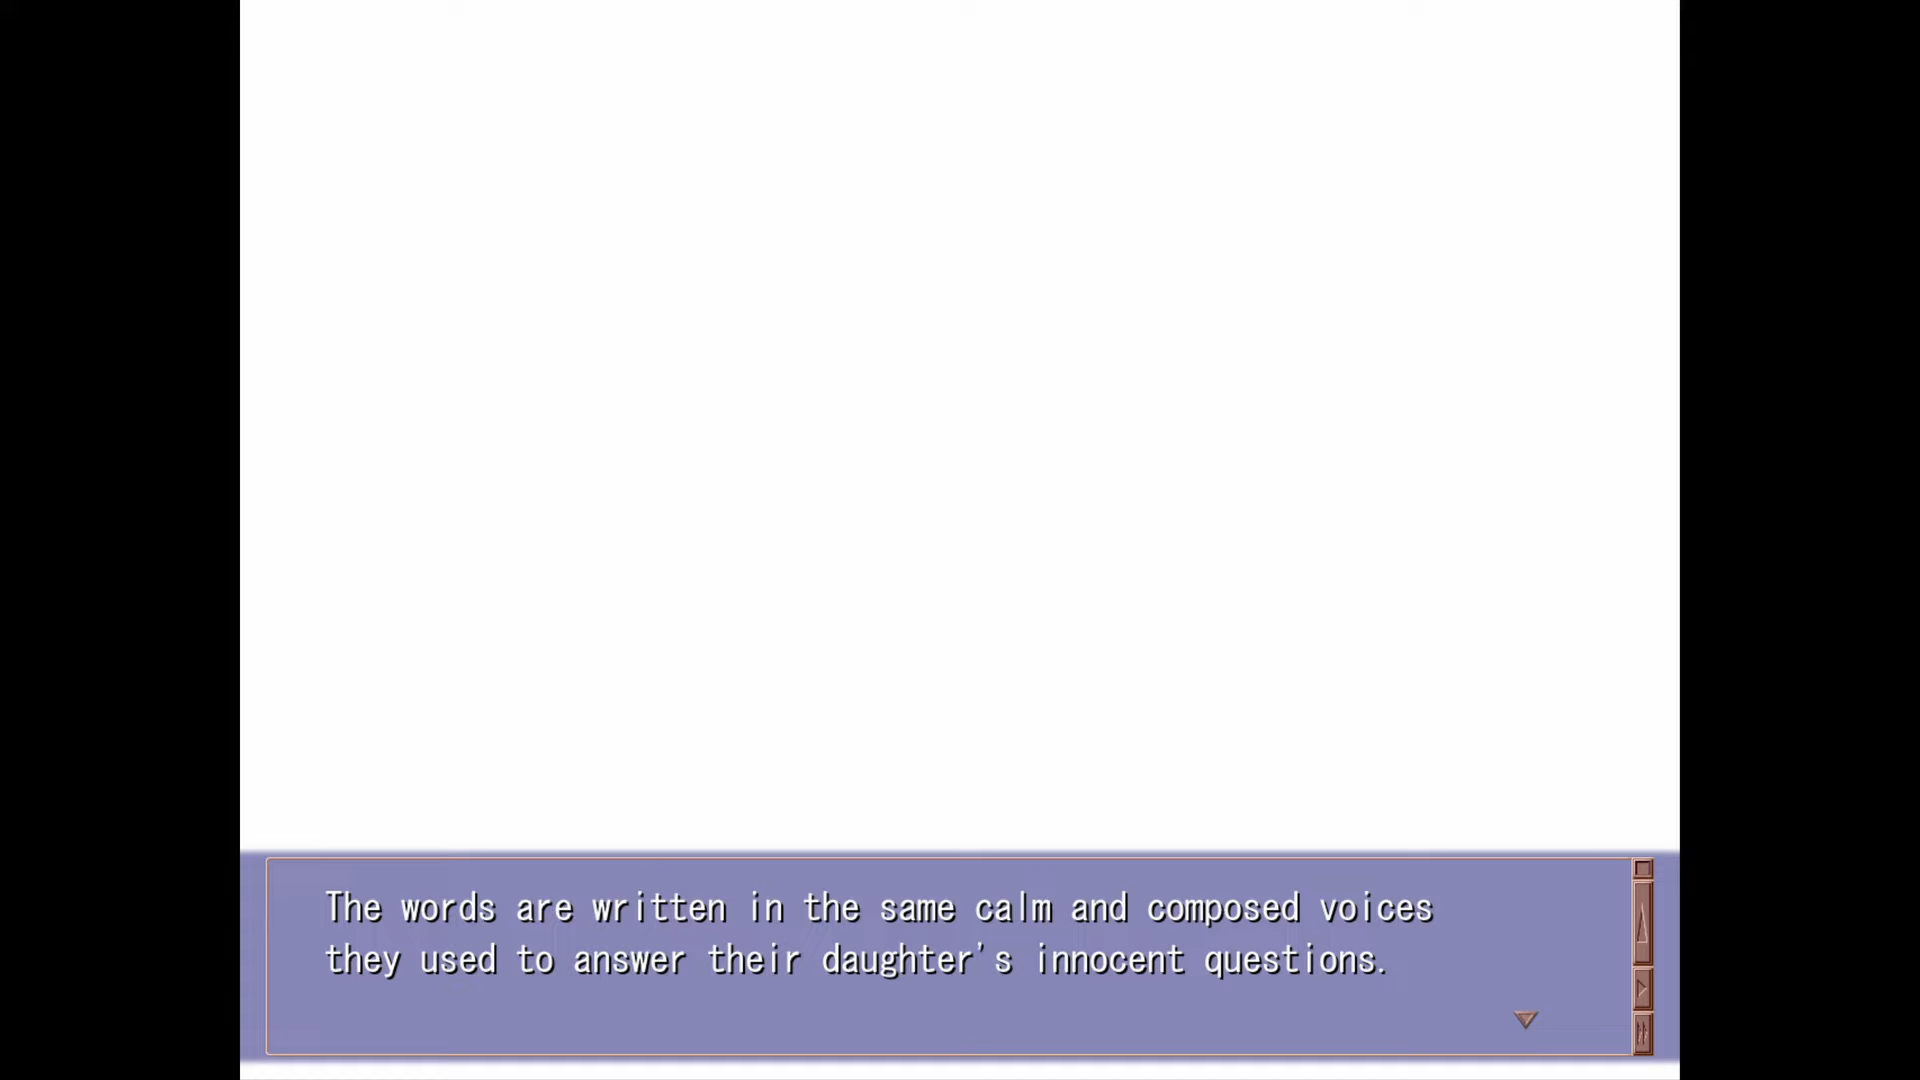 The words are written in the same calm and composed voices
they used to answer their daughter's innocent questions.